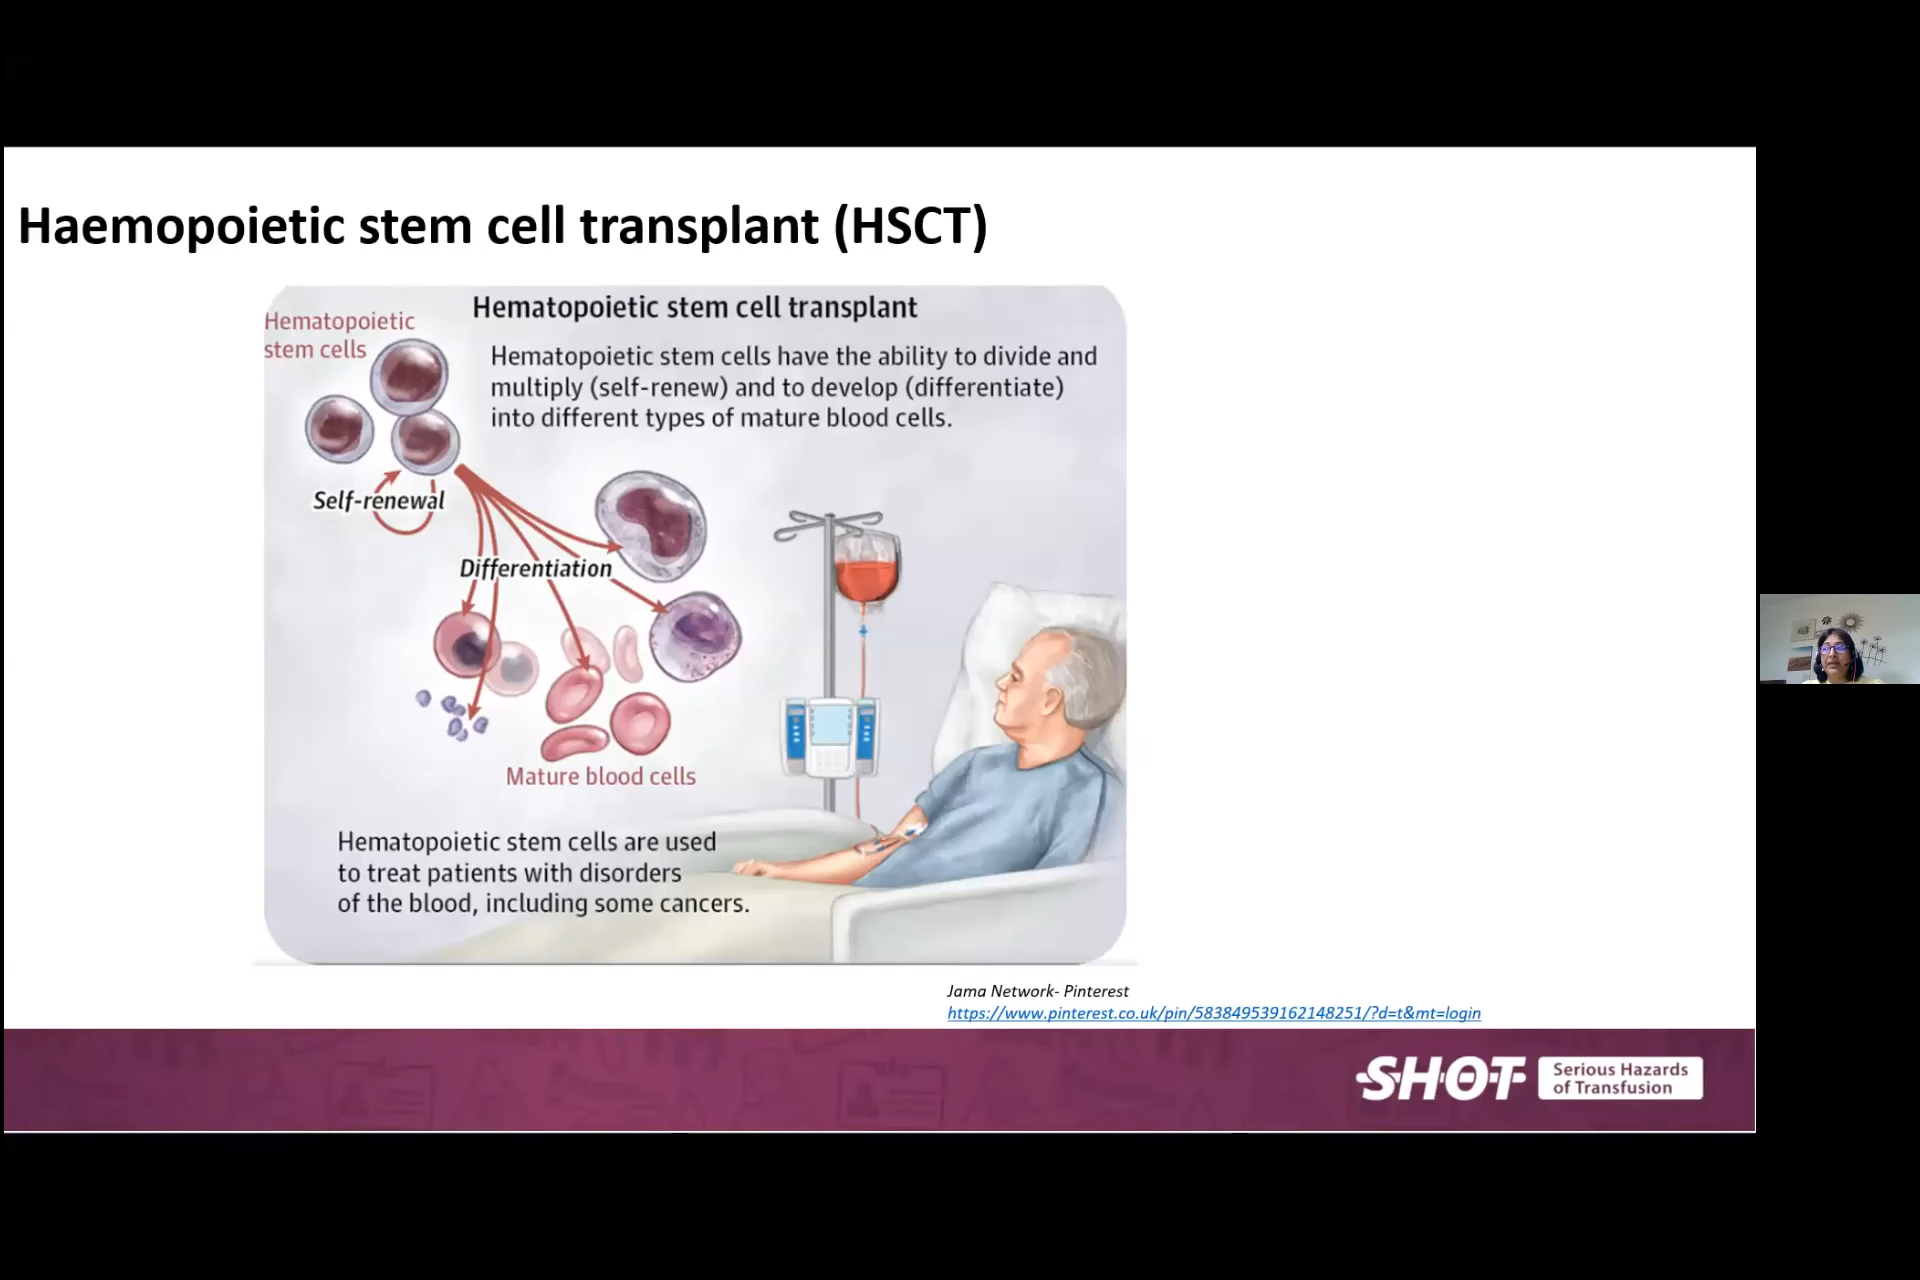 Haemopoietic stem cell transplant (HSCT)
Hematopoietic stem cell transplant
Hematopoietic
stem cells
Hematopoietic stem cells have the ability to divide and
multiply (self-renew) and to develop (differentiate)
into different types of mature blood cells.
Self-renewal
Differentiation
Mature blood cells
Hematopoietic stem cells are used
to treat patients with disorders
of the blood, including some cancers.
Jama Network- Pinterest
https://www.pinterest.co.uk/pin/583849539162148251/?d=t&mt=login
SHOT
Serious Hazards
of Transfusion